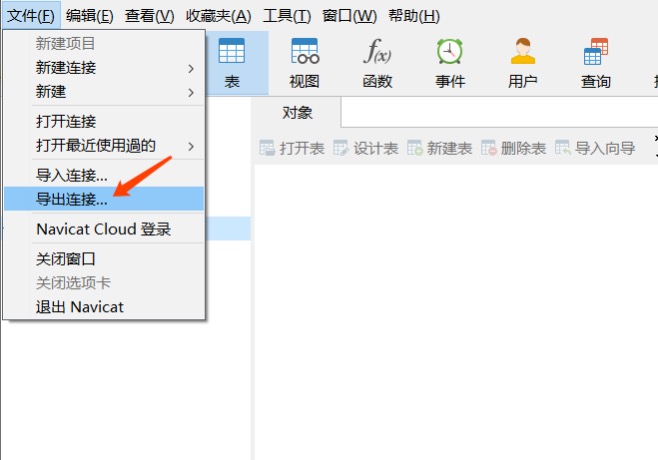 文件(F) 编辑(E) 查看(V) 收藏夹(A) 工具(T) 窗口(W) 帮助(H)
新建项目
新建连接
新建
打开连接
打开最近使用過的
导入连接...
导出连接...
Navicat Cloud 登录
关闭窗口
关闭选项卡
退出 Navicat
表 视图 f(x) 函数 事件 用户 查询
对象
打开表 设计表 新建表 删除表 导入向导